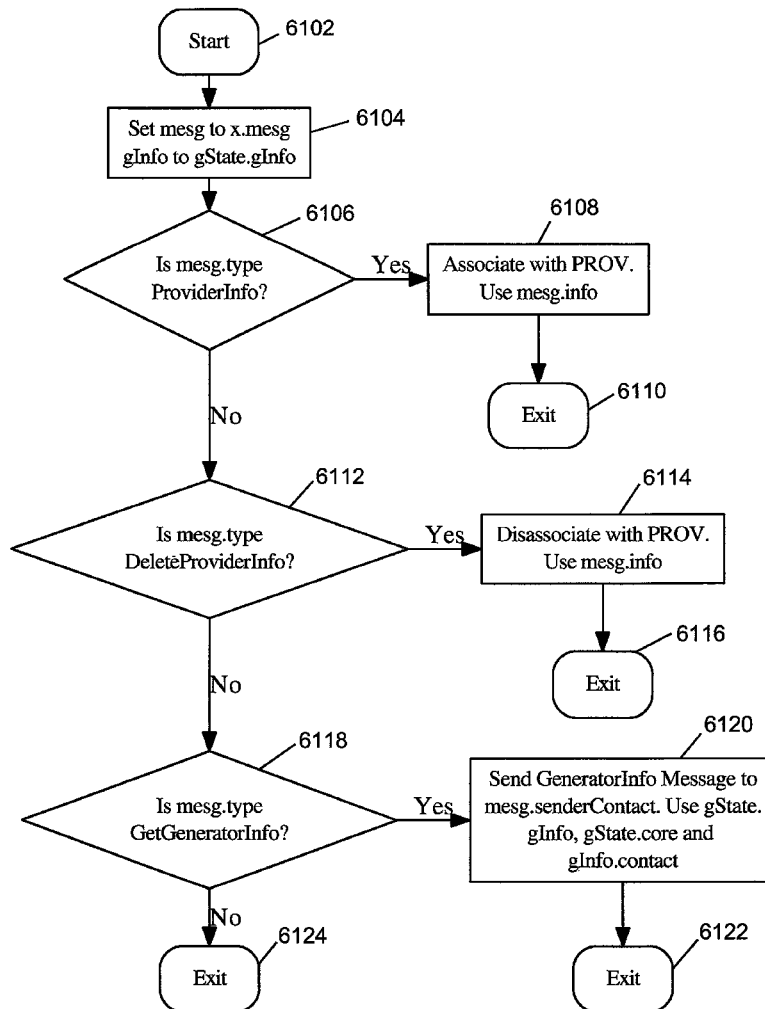 Start
6102
Set mesg to x.mesg
gInfo to gState.gInfo
6104
6106
Is mesg.type
ProviderInfo?
Yes
6108
Associate with PROV.
Use mesg.info
Exit
6110
No
6112
Is mesg.type
DeleteProviderInfo?
Yes
6114
Disassociate with PROV.
Use mesg.info
6116
Exit
No
6118
Is mesg.type
GetGeneratorInfo?
Yes
6120
Send GeneratorInfo Message to
mesg.senderContact. Use gState.
gInfo, gState.core and
gInfo.contact
No
6124
Exit
6122
Exit